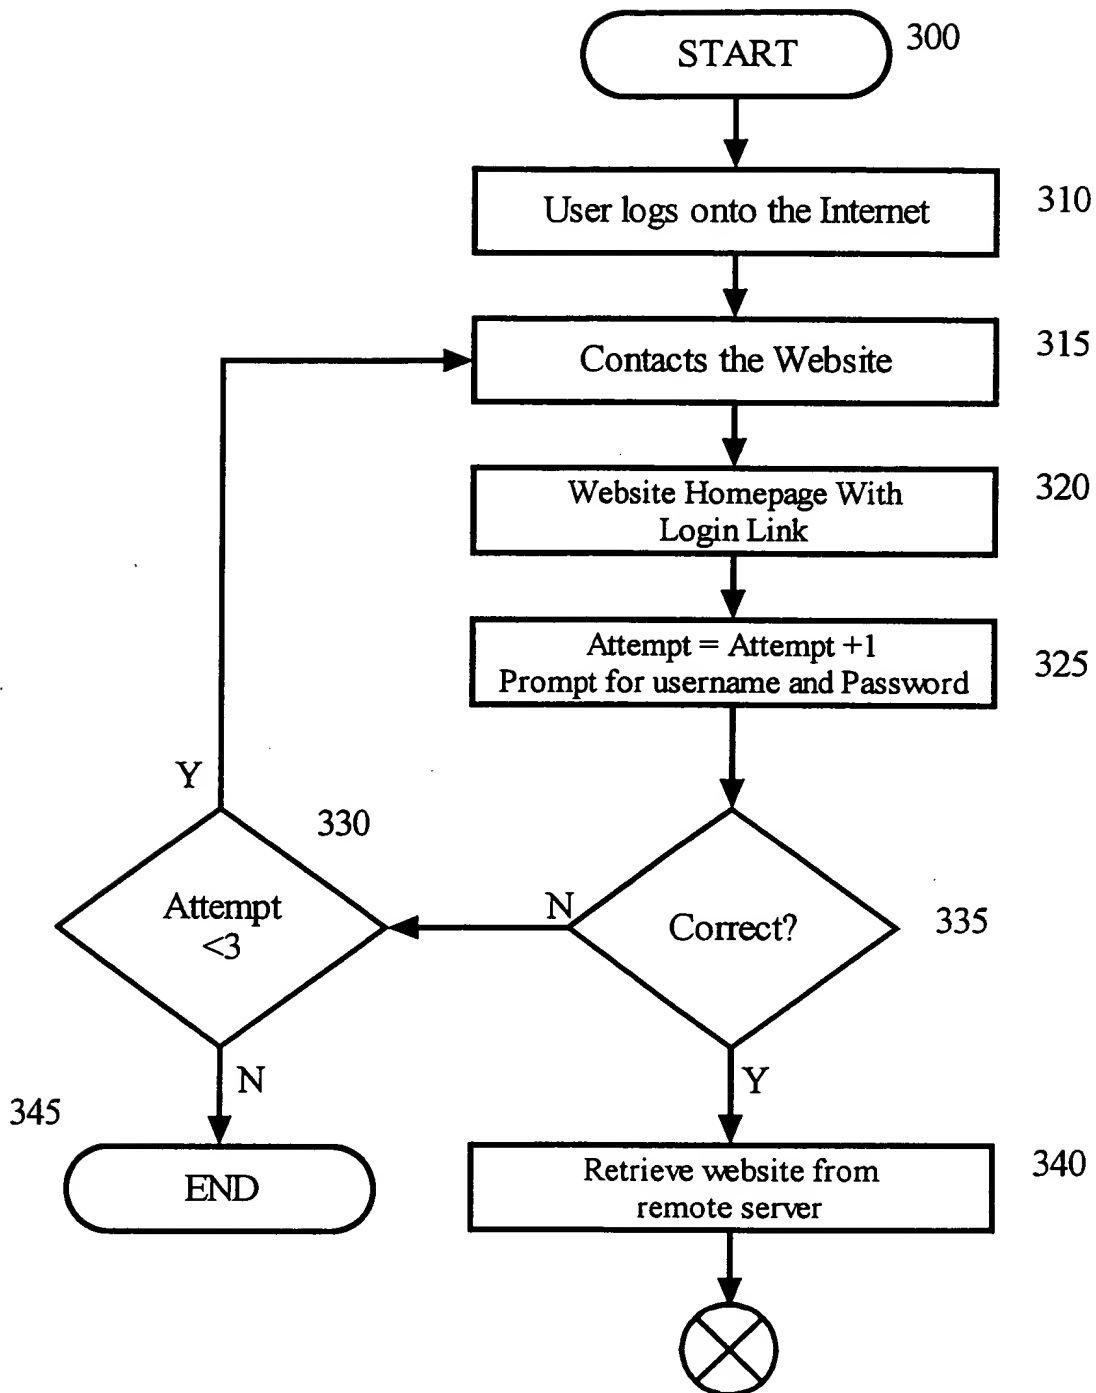 START
300
User logs onto the Internet
310
Contacts the Website
315
Website Homepage With
Login Link
320
Attempt = Attempt +1
Prompt for username and Password
325
Y
330
Attempt
<3
N
Correct?
335
N
Y
345
END
Retrieve website from
remote server
340